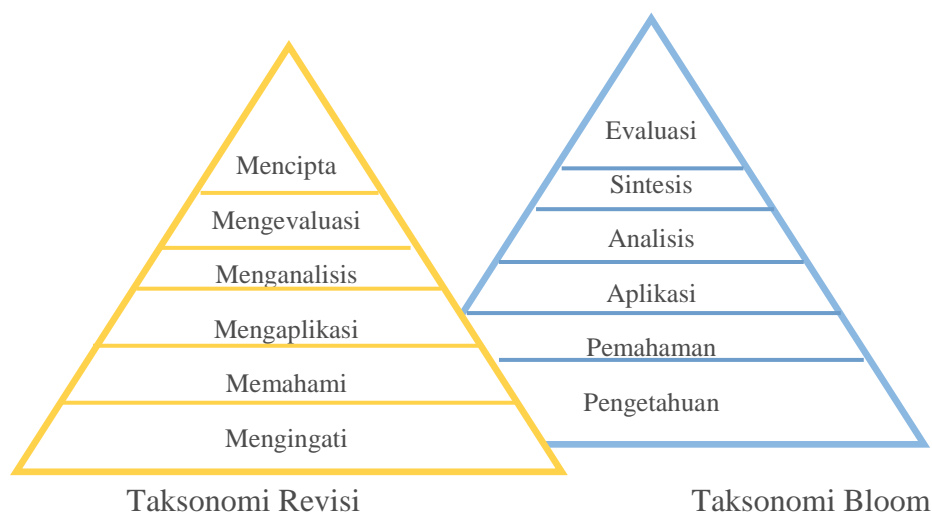 Mencipta
Mengevaluasi
Menganalisis
Mengaplikasi
Memahami
Mengingati
Taksonomi Revisi
Evaluasi
Sintesis
Analisis
Aplikasi
Pemahaman
Pengetahuan
Taksonomi Bloom